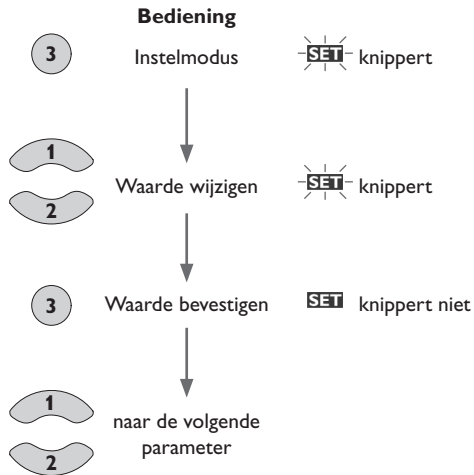 Bediening
3 Instelmodus SET knippert
1
2 Waarde wijzigen SET knippert
3 Waarde bevestigen SET knippert niet
1
2 naar de volgende
parameter